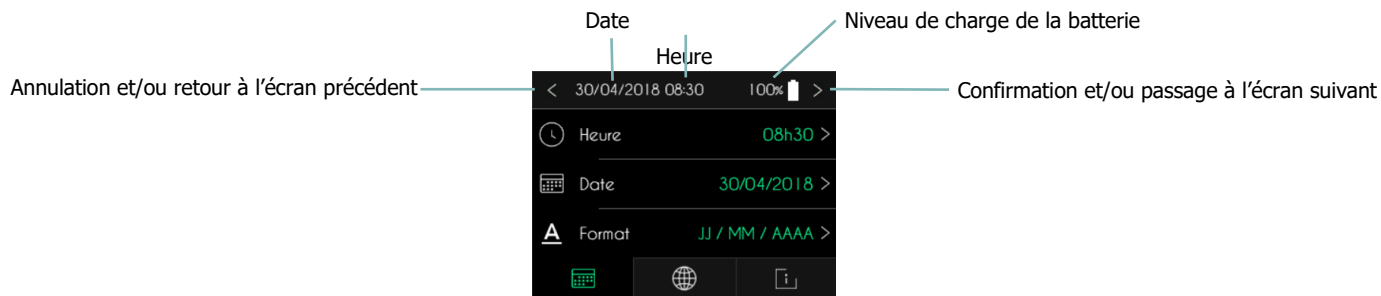 Date
Niveau de charge de la batterie
Heure
Annulation et/ou retour à l'écran précédent
< 30/04/2018 08:30 100% >
Confirmation et/ou passage à l'écran suivant
Heure 08h30 >
Date 30/04/2018 >
A Format JJ / MM / AAAA >
i